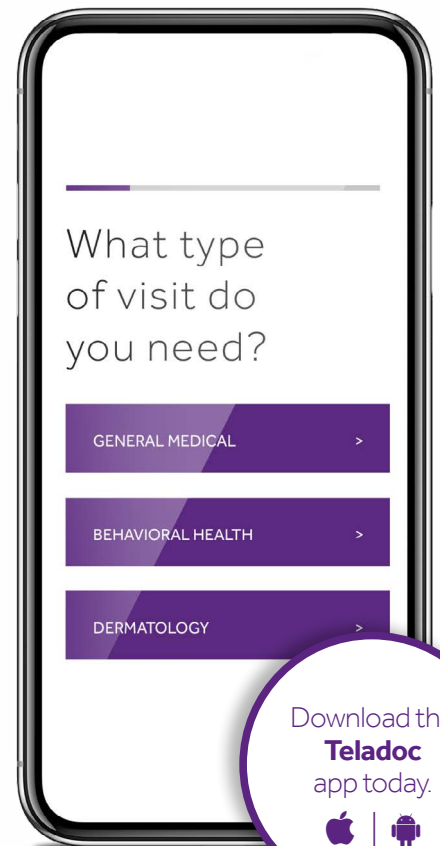 What type
of visit do
you need?
GENERAL MEDICAL >
BEHAVIORAL HEALTH >
DERMATOLOGY >
Download th
Teladoc
app today.